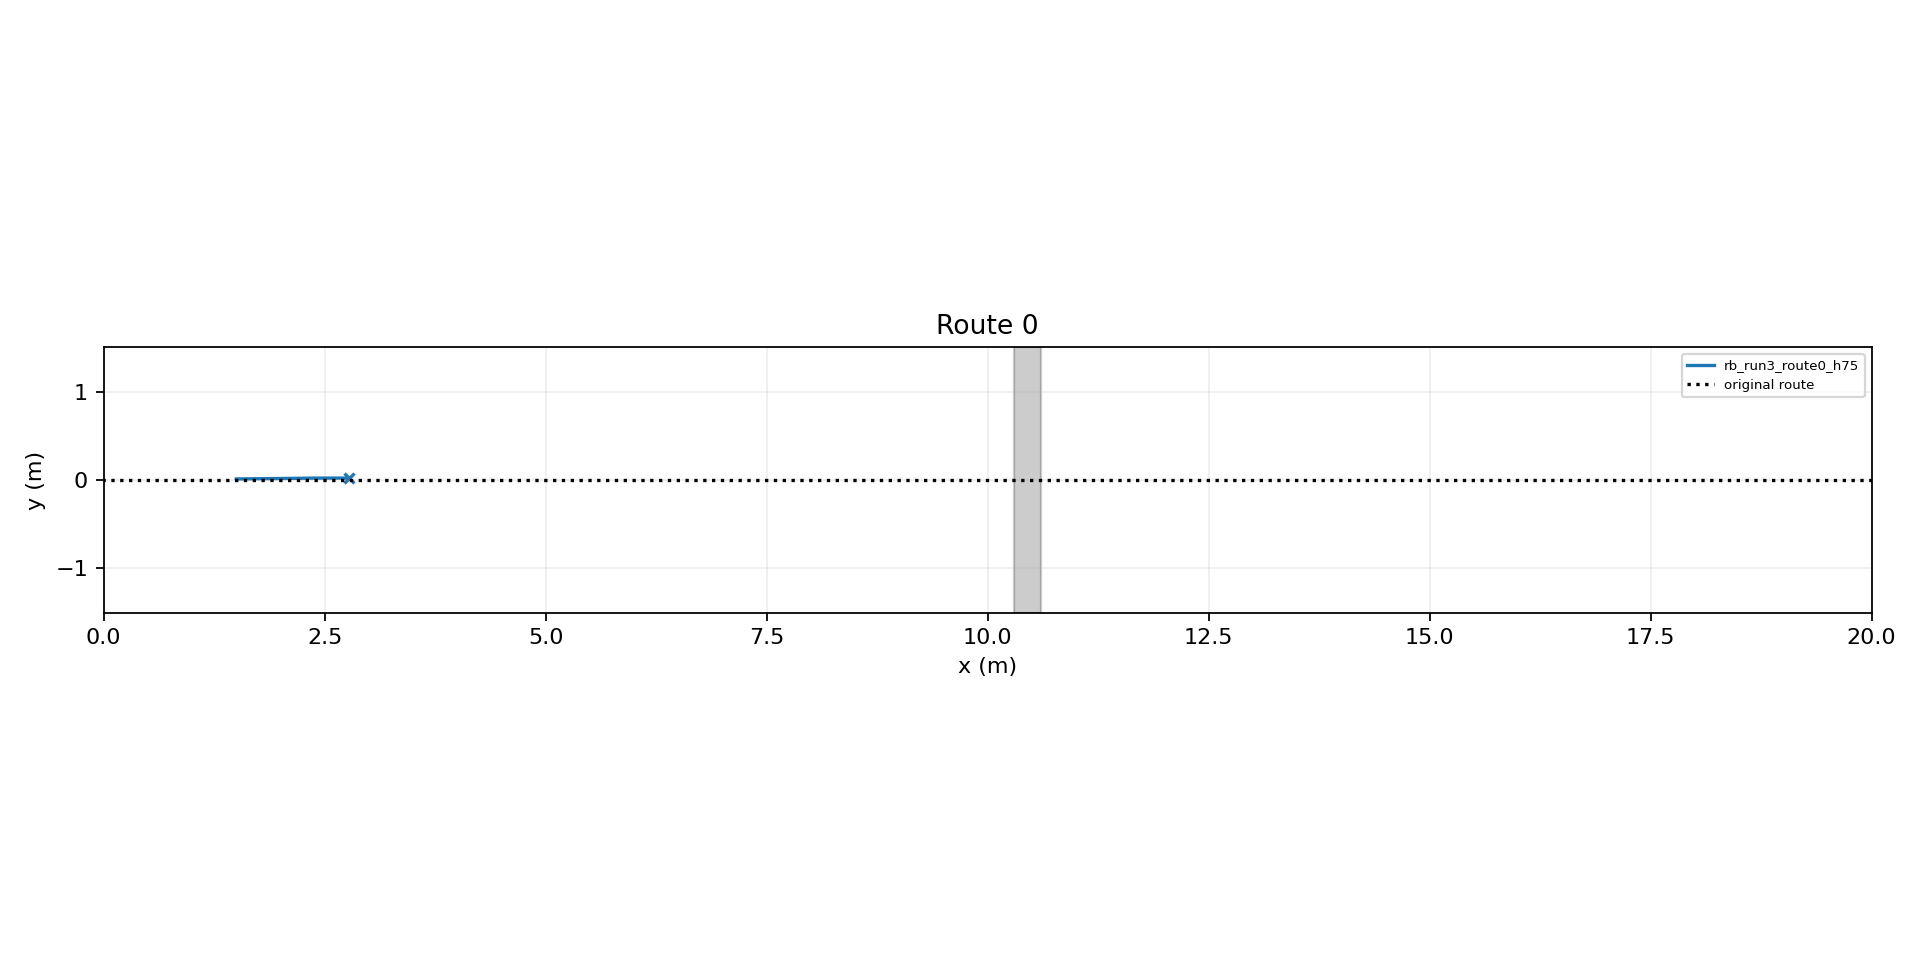 Route 0
rb_run3_route0_h75
original route
1
0
−1
y (m)
0.0 2.5 5.0 7.5 10.0 12.5 15.0 17.5 20.0
x (m)